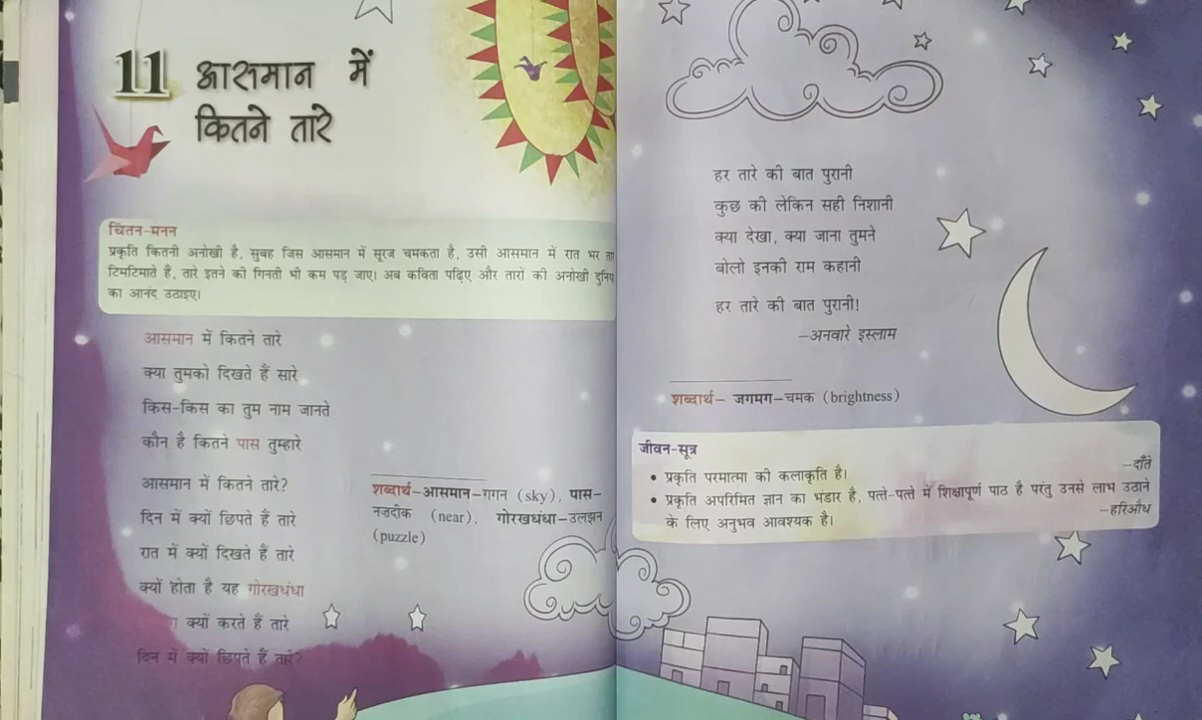 11 आसमान में
कितने तारे
चिंतन-मनन
प्रकृति कितनी अनोखी है, सुबह जिस आसमान में सूरज चमकता है, उसी आसमान में रात भर
टिमटिमाते हैं, तारे इतने की गिनती भी कम पड़ जाए। अब कविता पढ़िए और तारों की अनोखी
का आनंद उठाइए।
आसमान में कितने तारे
क्या तुमको दिखते हैं सारे
किस-किस का तुम नाम जानते
कौन है कितने पास तुम्हारे
आसमान में कितने तारे?
दिन में क्यों छिपते हैं तारे
रात में क्यों दिखते हैं तारे
क्यों होता है यह गोरखधंधा
क्यों करते हैं तारे
दिन में क्यों छिपते हैं तारे?
शब्दार्थ–आसमान–गगन (sky), पास–
नज़दीक (near), गोरखधंधा–उलझन
(puzzle)
हर तारे की बात पुरानी
कुछ की लेकिन सही निशानी
क्या देखा, क्या जाना तुमने
बोलो इनकी राम कहानी
हर तारे की बात पुरानी!
–अनवारे इस्लाम
शब्दार्थ– जगमग–चमक (brightness)
जीवन-सूत्र
• प्रकृति परमात्मा की कलाकृति है।
–दाँते
• प्रकृति अपरिमित ज्ञान का भंडार है, पत्ते-पत्ते में शिक्षापूर्ण पाठ है परंतु उनसे लाभ उठाने
के लिए अनुभव आवश्यक है।
–हरिऔध